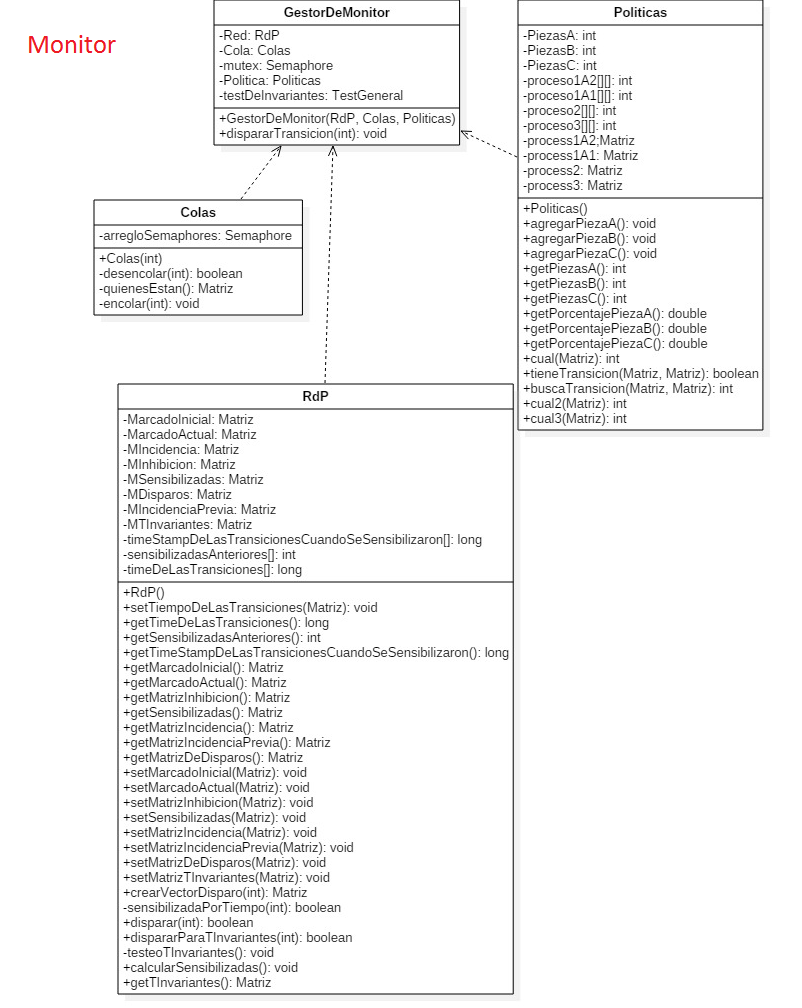 Monitor
GestorDeMonitor
-Red: RdP
-Cola: Colas
-mutex: Semaphore
-Politica: Politicas
-testDeInvariantes: TestGeneral
+GestorDeMonitor(RdP, Colas, Politicas)
+dispararTransicion(int): void
Politicas
-PiezasA: int
-PiezasB: int
-PiezasC: int
-proceso1A2[][]: int
-proceso1A1[][]: int
-proceso2[][]: int
-proceso3[][]: int
-process1A2;Matriz
-process1A1: Matriz
-process2: Matriz
-process3: Matriz
+Politicas()
+agregarPiezaA(): void
+agregarPiezaB(): void
+agregarPiezaC(): void
+getPiezasA(): int
+getPiezasB(): int
+getPiezasC(): int
+getPorcentajePiezaA(): double
+getPorcentajePiezaB(): double
+getPorcentajePiezaC(): double
+cual(Matriz): int
+tieneTransicion(Matriz, Matriz): boolean
+buscaTransicion(Matriz, Matriz): int
+cual2(Matriz): int
+cual3(Matriz): int
Colas
-arregloSemaphores: Semaphore
+Colas(int)
-desencolar(int): boolean
-quienesEstan(): Matriz
-encolar(int): void
RdP
-MarcadoInicial: Matriz
-MarcadoActual: Matriz
-MIncidencia: Matriz
-MInhibicion: Matriz
-MSensibilizadas: Matriz
-MDisparos: Matriz
-MIncidenciaPrevia: Matriz
-MTInvariantes: Matriz
-timeStampDeLasTransicionesCuandoSeSensibilizaron[]: long
-sensibilizadasAnteriores[]: int
-timeDeLasTransiciones[]: long
+RdP()
+setTiempoDeLasTransiciones(Matriz): void
+getTimeDeLasTransiciones(): long
+getSensibilizadasAnteriores(): int
+getTimeStampDeLasTransicionesCuandoSeSensibilizaron(): long
+getMarcadoInicial(): Matriz
+getMarcadoActual(): Matriz
+getMatrizInhibicion(): Matriz
+getSensibilizadas(): Matriz
+getMatrizIncidencia(): Matriz
+getMatrizIncidenciaPrevia(): Matriz
+getMatrizDeDisparos(): Matriz
+setMarcadoInicial(Matriz): void
+setMarcadoActual(Matriz): void
+setMatrizInhibicion(Matriz): void
+setSensibilizadas(Matriz): void
+setMatrizIncidencia(Matriz): void
+setMatrizIncidenciaPrevia(Matriz): void
+setMatrizDeDisparos(Matriz): void
+setMatrizTInvariantes(Matriz): void
+crearVectorDisparo(int): Matriz
-sensibilizadaPorTiempo(int): boolean
+disparar(int): boolean
+dispararParaTInvariantes(int): boolean
-testeoTInvariantes(): void
+calcularSensibilizadas(): void
+getTInvariantes(): Matriz